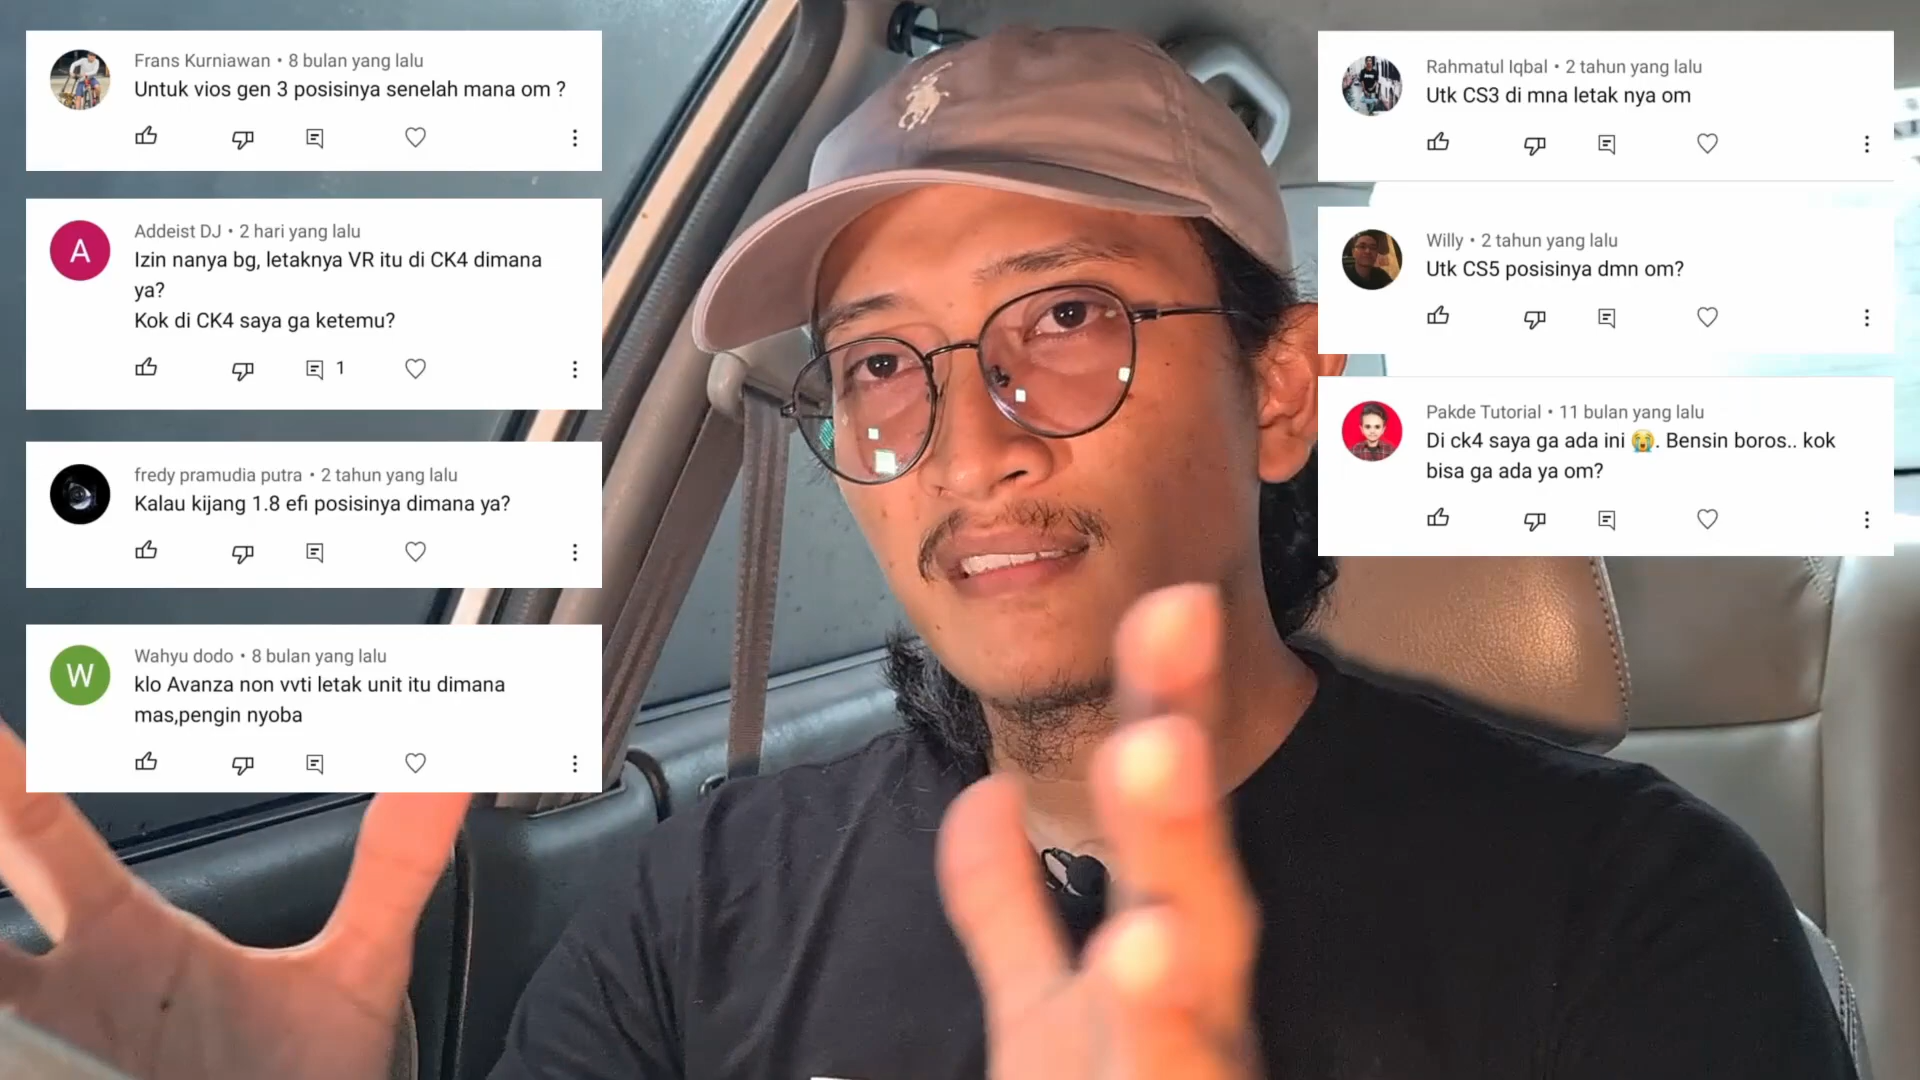 Frans Kurniawan • 8 bulan yang lalu
Untuk vios gen 3 posisinya senelah mana om ?
A
Addeist DJ • 2 hari yang lalu
Izin nanya bg, letaknya VR itu di CK4 dimana
ya?
Kok di CK4 saya ga ketemu?
1
fredy pramudia putra • 2 tahun yang lalu
Kalau kijang 1.8 efi posisinya dimana ya?
W
Wahyu dodo • 8 bulan yang lalu
klo Avanza non vvti letak unit itu dimana
mas,pengin nyoba
Rahmatul Iqbal • 2 tahun yang lalu
Utk CS3 di mna letak nya om
Willy • 2 tahun yang lalu
Utk CS5 posisinya dmn om?
Pakde Tutorial • 11 bulan yang lalu
Di ck4 saya ga ada ini 😭. Bensin boros.. kok
bisa ga ada ya om?